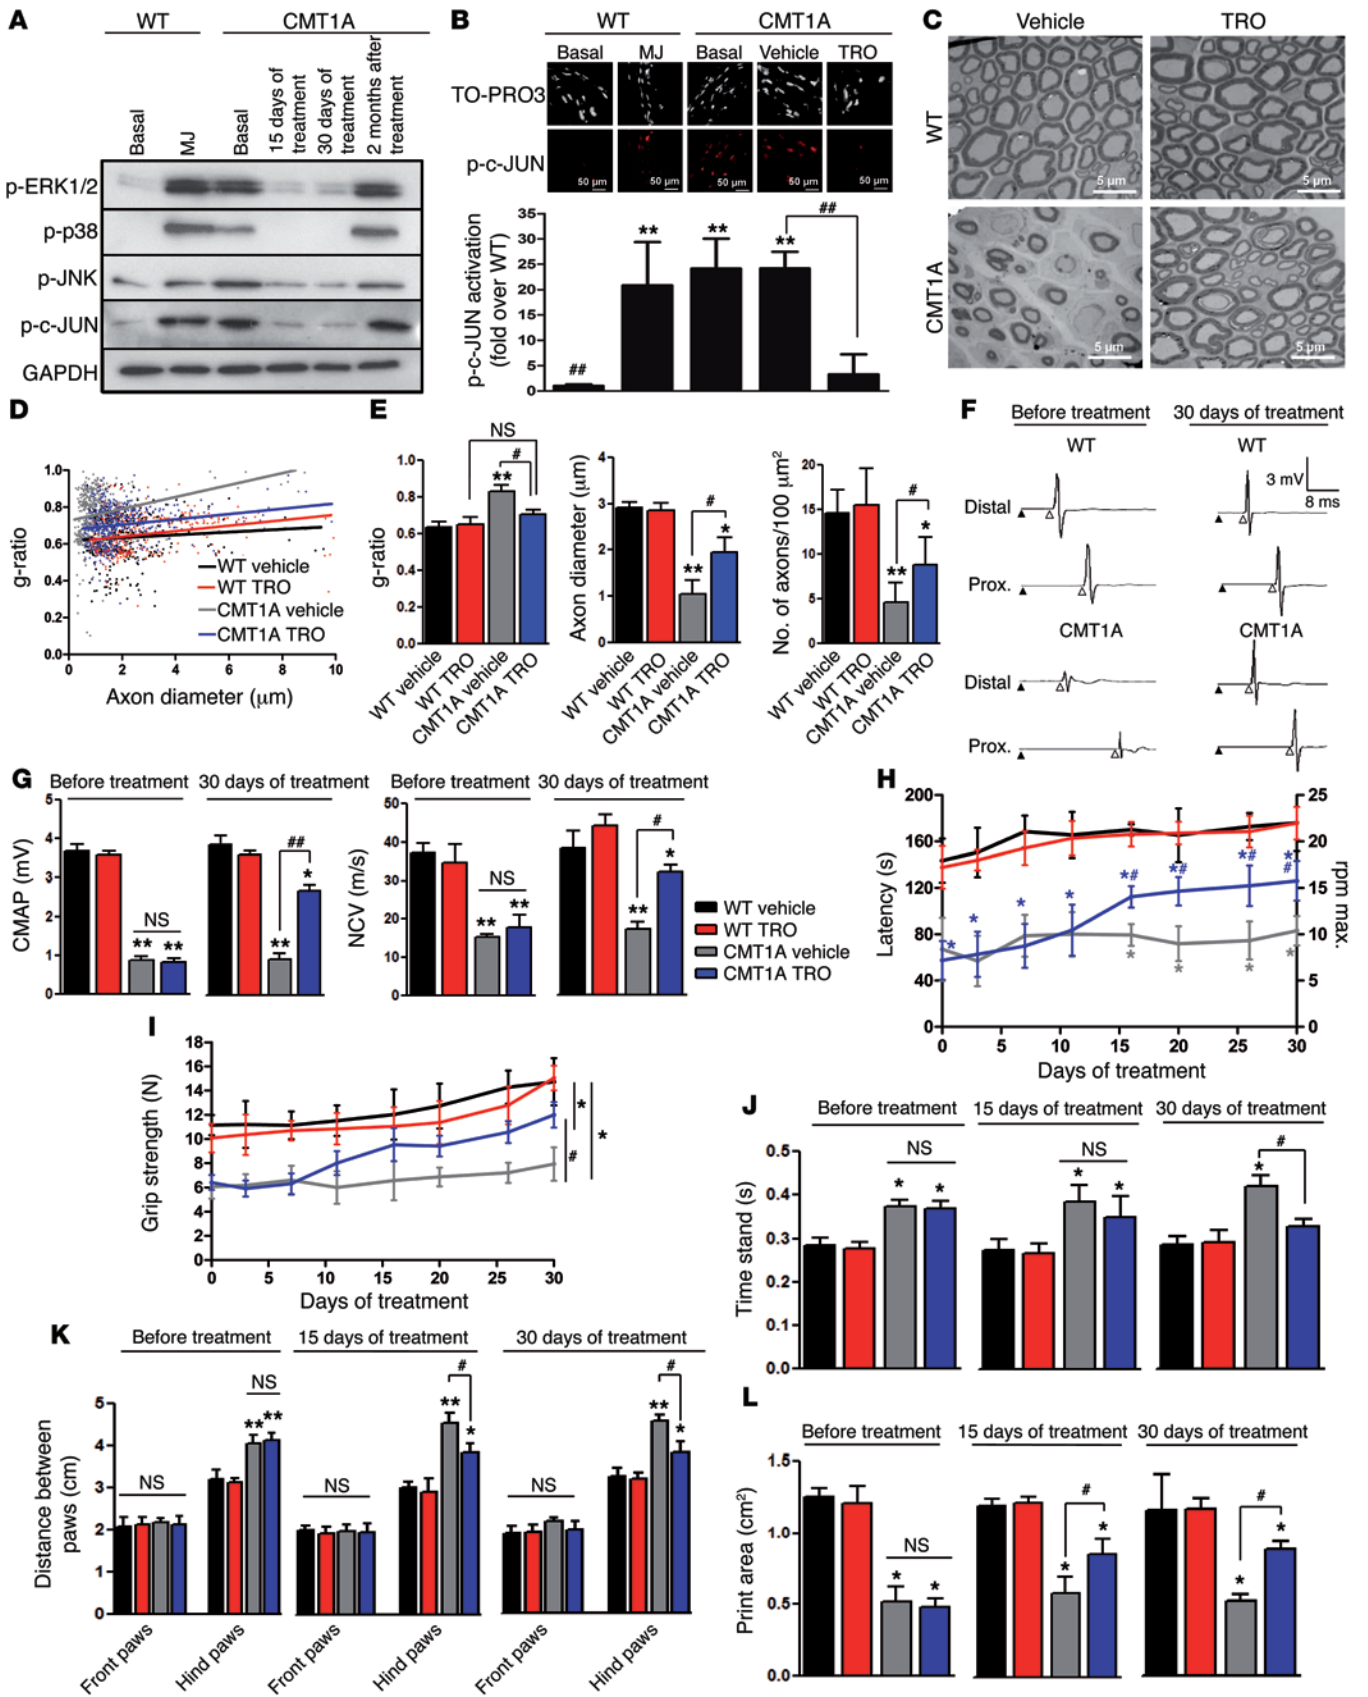 A
WT
CMT1A
Basal
MJ
Basal
15 days of treatment
30 days of treatment
2 months after treatment
p-ERK1/2
p-p38
p-JNK
p-c-JUN
GAPDH
B
WT
CMT1A
Basal
MJ
Basal
Vehicle
TRO
TO-PRO3
p-c-JUN
50 µm
50 µm
50 µm
50 µm
50 µm
p-c-JUN activation
(fold over WT)
35
30
25
20
15
10
5
0
##
**
**
**
##
C
Vehicle
TRO
WT
CMT1A
5 µm
5 µm
5 µm
5 µm
D
g-ratio
1.0
0.8
0.6
0.4
0.2
0.0
0
2
4
6
8
10
Axon diameter (µm)
WT vehicle
WT TRO
CMT1A vehicle
CMT1A TRO
E
g-ratio
1.0
0.8
0.6
0.4
0.2
0.0
NS
#
**
WT vehicle
WT TRO
CMT1A vehicle
CMT1A TRO
Axon diameter (µm)
4
3
2
1
0
#
**
*
WT vehicle
WT TRO
CMT1A vehicle
CMT1A TRO
No. of axons/100 µm²
20
15
10
5
0
#
**
*
WT vehicle
WT TRO
CMT1A vehicle
CMT1A TRO
F
Before treatment
30 days of treatment
WT
WT
3 mV
8 ms
Distal
Prox.
CMT1A
CMT1A
Distal
Prox.
G
Before treatment
30 days of treatment
CMAP (mV)
5
4
3
2
1
0
NS
**
**
##
**
*
Before treatment
30 days of treatment
NCV (m/s)
50
40
30
20
10
0
NS
**
**
#
**
*
WT vehicle
WT TRO
CMT1A vehicle
CMT1A TRO
H
Latency (s)
200
160
120
80
40
0
25
20
15
10
5
0
rpm max.
*
*
*
*
*#
*#
*#
*
#
*
*
*
*
0
5
10
15
20
25
30
Days of treatment
I
Grip strength (N)
18
16
14
12
10
8
6
4
2
0
*
#
*
0
5
10
15
20
25
30
Days of treatment
J
Before treatment
15 days of treatment
30 days of treatment
Time stand (s)
0.5
0.4
0.3
0.2
0.1
0.0
NS
*
*
NS
*
*
#
*
K
Before treatment
15 days of treatment
30 days of treatment
Distance between
paws (cm)
5
4
3
2
1
0
NS
NS
**
**
NS
#
**
*
NS
#
**
*
Front paws
Hind paws
Front paws
Hind paws
Front paws
Hind paws
L
Before treatment
15 days of treatment
30 days of treatment
Print area (cm²)
1.5
1.0
0.5
0.0
NS
*
*
#
*
*
#
*
*